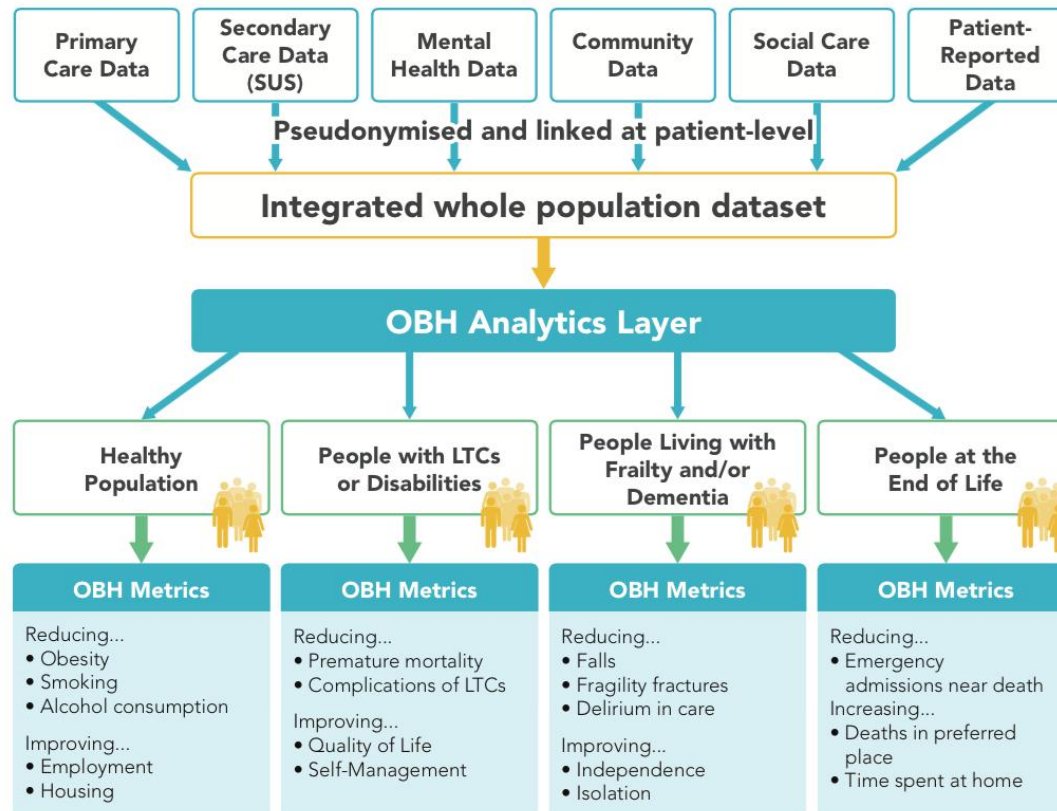 Primary
Care Data
Secondary
Care Data
(SUS)
Mental
Health Data
Community
Data
Social Care
Data
Patient-
Reported
Data
Pseudonymised and linked at patient-level
Integrated whole population dataset
OBH Analytics Layer
Healthy
Population
People with LTCs
or Disabilities
People Living with
Frailty and/or
Dementia
People at the
End of Life
OBH Metrics
Reducing...
• Obesity
• Smoking
• Alcohol consumption
Improving...
• Employment
• Housing
OBH Metrics
Reducing...
• Premature mortality
• Complications of LTCs
Improving...
• Quality of Life
• Self-Management
OBH Metrics
Reducing...
• Falls
• Fragility fractures
• Delirium in care
Improving...
• Independence
• Isolation
OBH Metrics
Reducing...
• Emergency
admissions near death
Increasing...
• Deaths in preferred
place
• Time spent at home